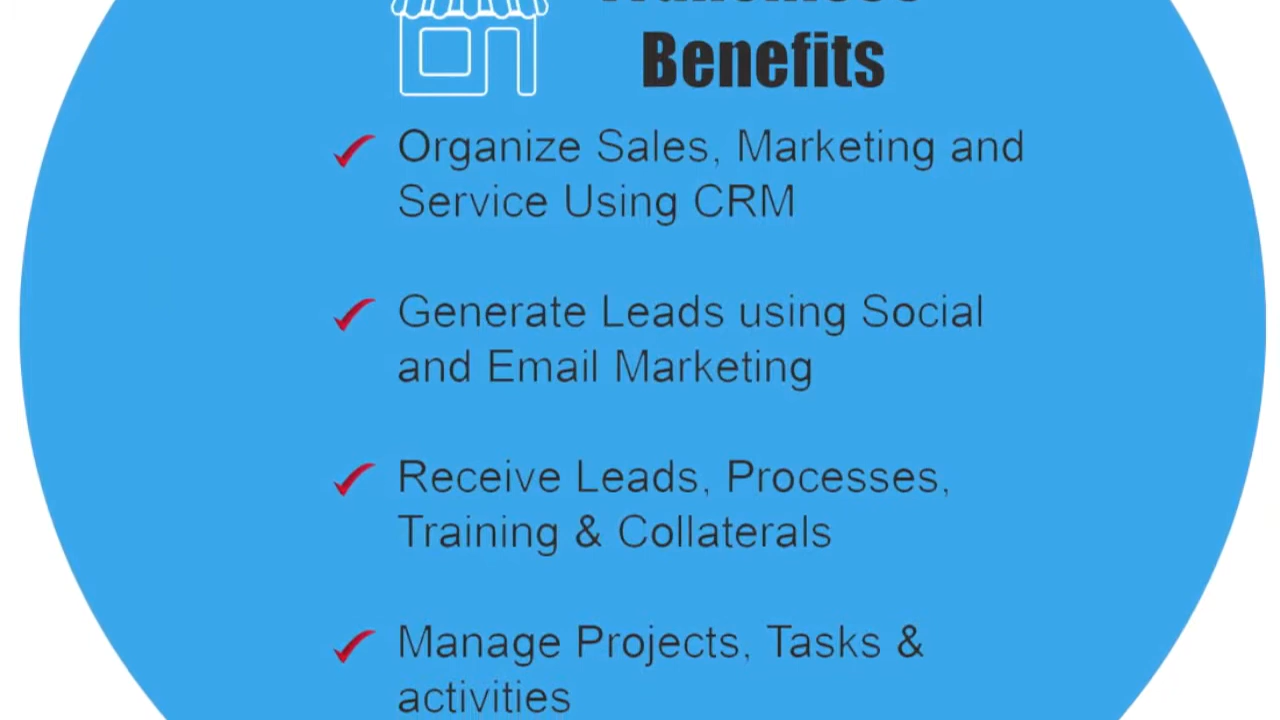 Benefits
Organize Sales, Marketing and
Service Using CRM
Generate Leads using Social
and Email Marketing
Receive Leads, Processes,
Training & Collaterals
Manage Projects, Tasks &
activities